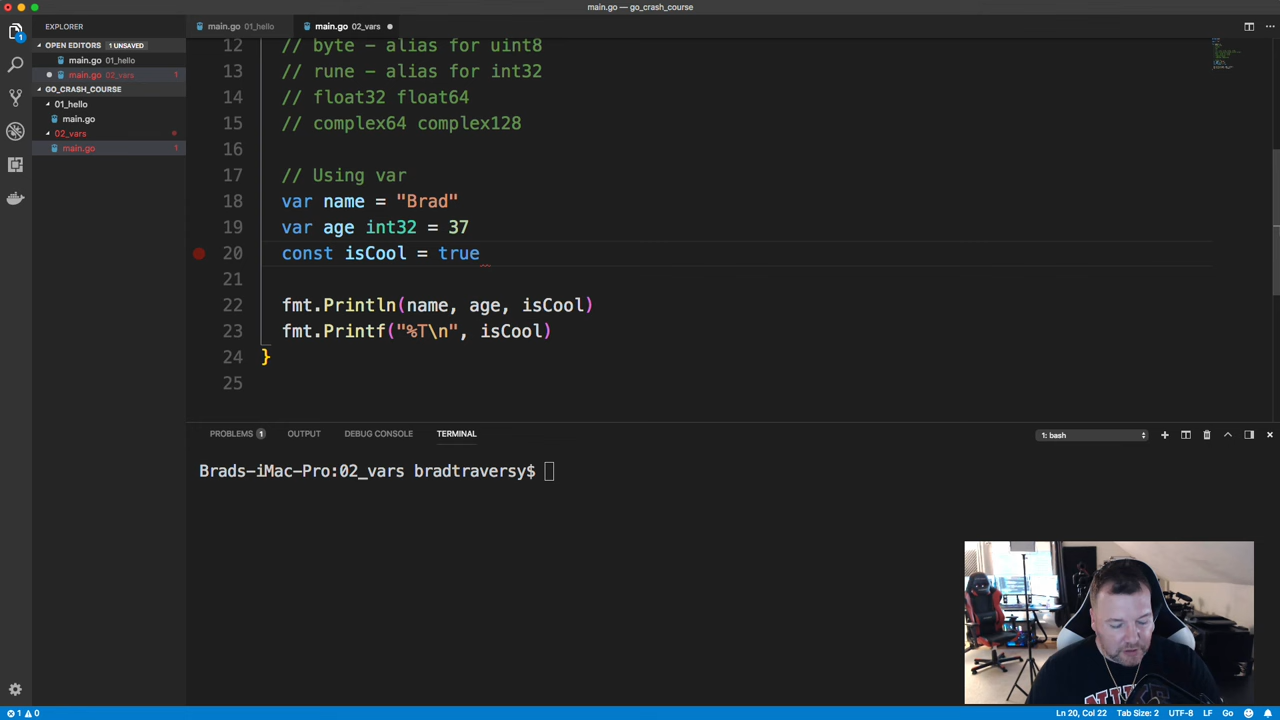 main.go — go_crash_course
EXPLORER
main.go 01_hello
main.go 02_vars
OPEN EDITORS 1 UNSAVED
main.go 01_hello
main.go 02_vars 1
GO_CRASH_COURSE
01_hello
main.go
02_vars
main.go 1
1
12 // byte - alias for uint8
13 // rune - alias for int32
14 // float32 float64
15 // complex64 complex128
16
17 // Using var
18 var name = "Brad"
19 var age int32 = 37
20 const isCool = true
21
22 fmt.Println(name, age, isCool)
23 fmt.Printf("%T\n", isCool)
24 }
25
PROBLEMS 1 OUTPUT DEBUG CONSOLE TERMINAL 1: bash
Brads-iMac-Pro:02_vars bradtraversy$
1 0 Ln 20, Col 22 Tab Size: 2 UTF-8 LF Go